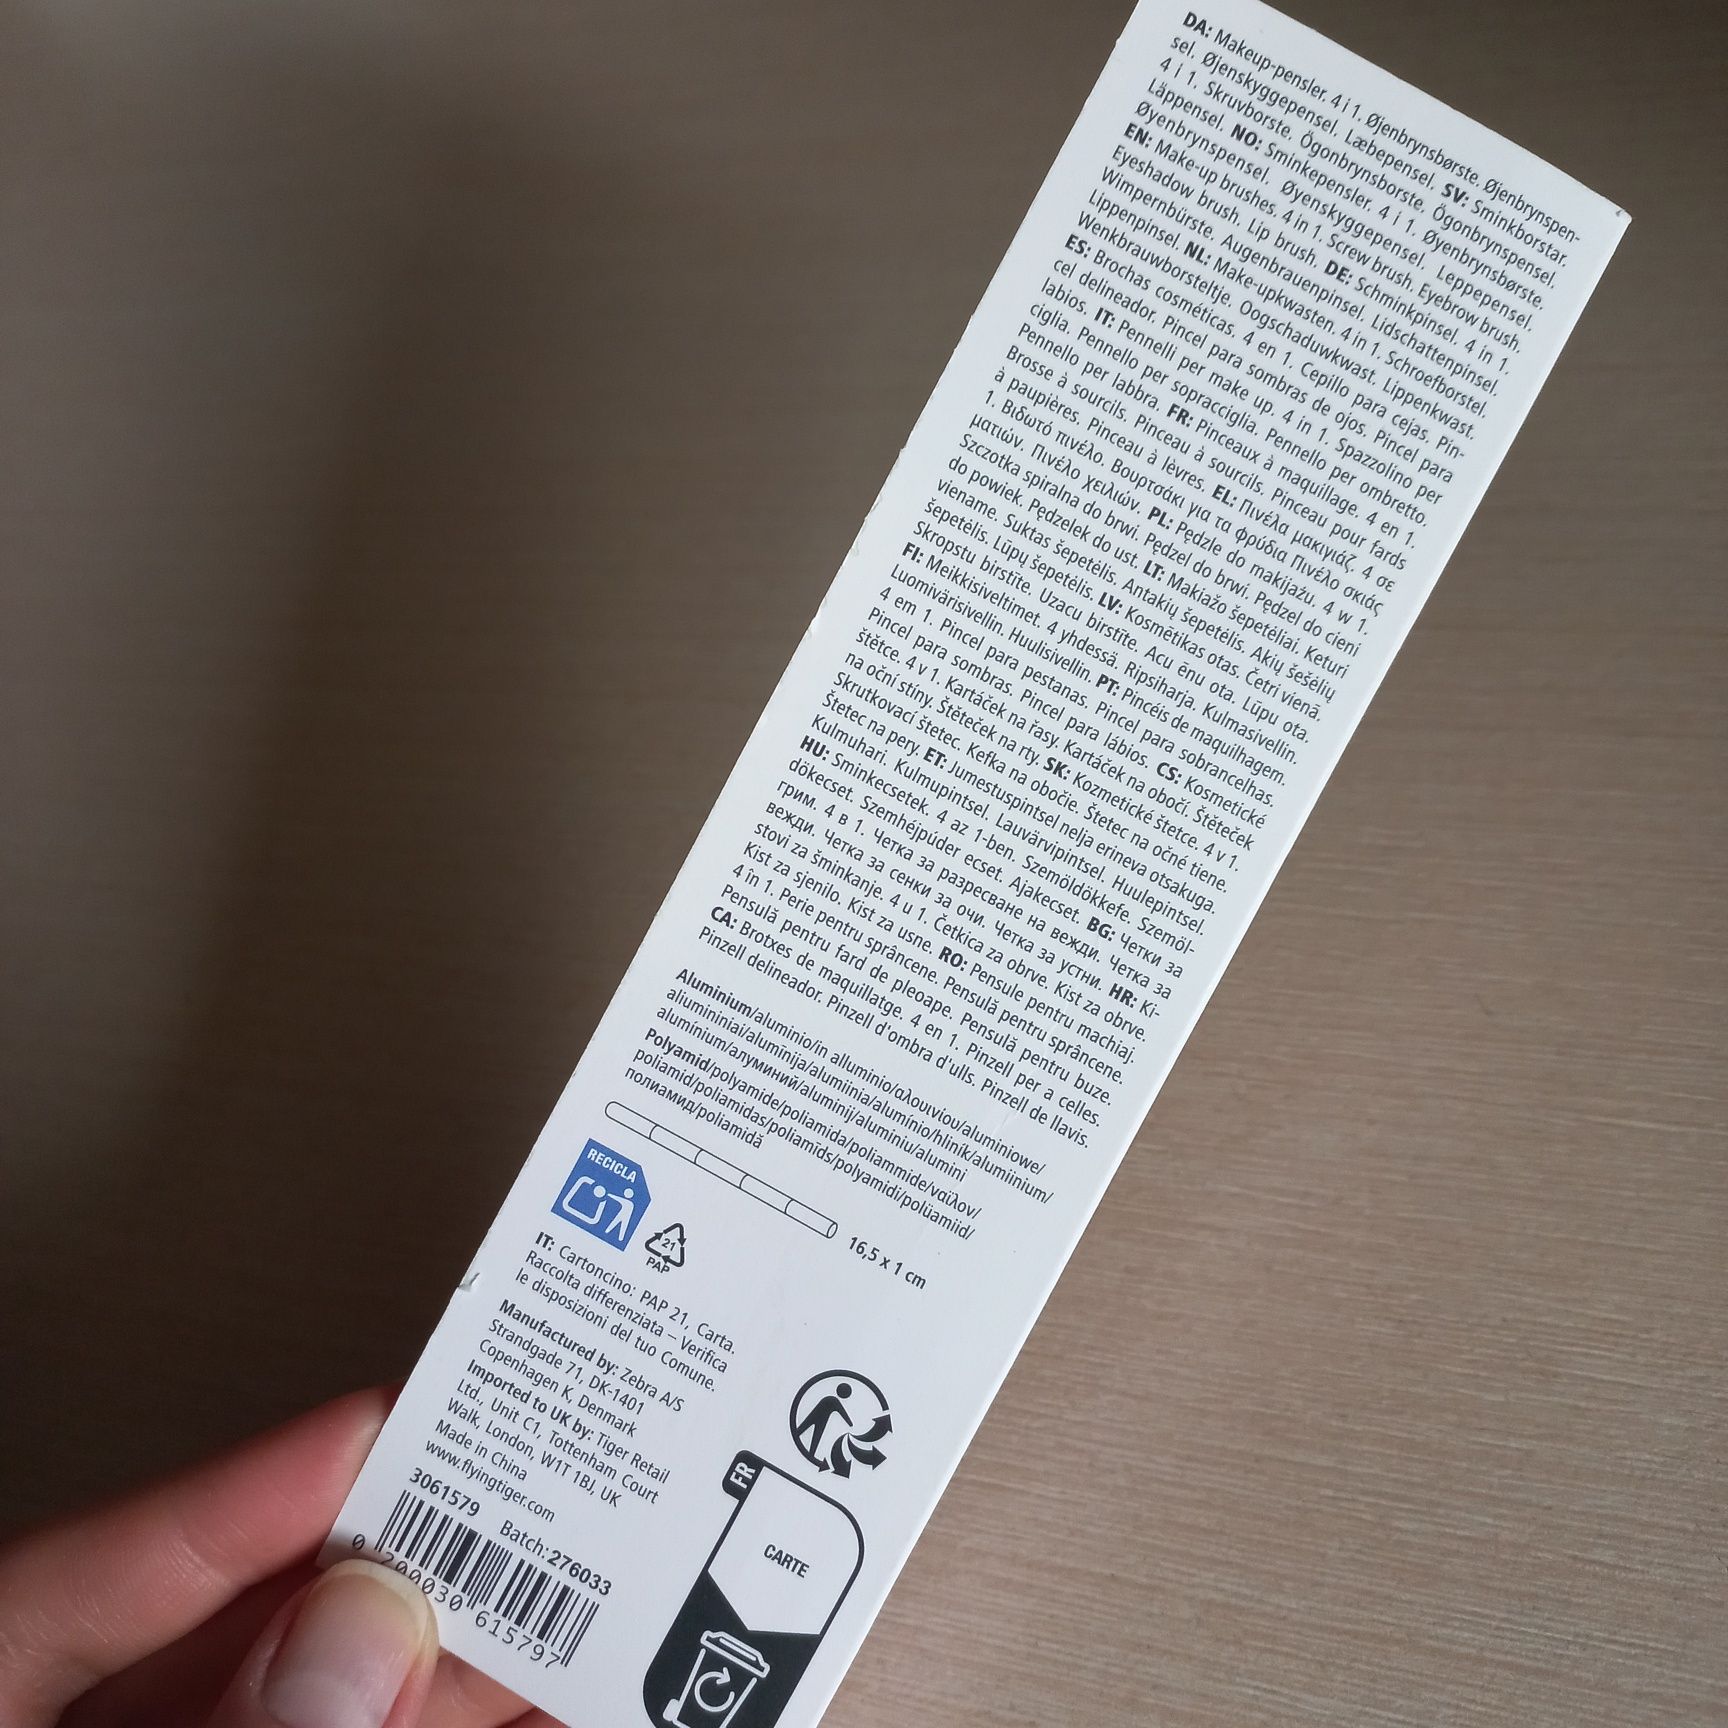 DA: Makeup-pensler. 4 i 1. Øjenbrynsbørste. Øjenbrynspen-
sel. Øjenskyggepensel. Læbepensel. SV: Sminkborstar.
4 i 1. Skruvborste. Ögonbrynsborste. Ögonbrynspensel.
Läppensel. NO: Sminkepensler. 4 i 1. Øyenbrynsbørste.
Øyenbrynspensel. Øyenskyggepensel. Leppepensel.
EN: Make-up brushes. 4 in 1. Screw brush. Eyebrow brush.
Eyeshadow brush. Lip brush. DE: Schminkpinsel. 4 in 1.
Wimpernbürste. Augenbrauenpinsel. Lidschattenpinsel.
Lippenpinsel. NL: Make-upkwasten. 4 in 1. Schroefborstel.
Wenkbrauwborsteltje. Oogschaduwkwast. Lippenkwast.
ES: Brochas cosméticas. 4 en 1. Cepillo para cejas. Pin-
cel delineador. Pincel para sombras de ojos. Pincel para
labios. IT: Pennelli per make up. 4 in 1. Spazzolino per
ciglia. Pennello per sopracciglia. Pennello per ombretto.
Pennello per labbra. FR: Pinceaux à maquillage. 4 en 1.
Brosse à sourcils. Pinceau à sourcils. Pinceau pour fards
à paupières. Pinceau à lèvres. EL: Πινέλα μακιγιάζ. 4 σε
1. Βιδωτό πινέλο. Βουρτσάκι για τα φρύδια Πινέλο σκιάς
ματιών. Πινέλο χειλιών. PL: Pędzle do makijażu. 4 w 1.
Szczotka spiralna do brwi. Pędzel do brwi. Pędzel do cieni
do powiek. Pędzelek do ust. LT: Makiažo šepetėliai. Keturi
viename. Suktas šepetėlis. Antakių šepetėlis. Akių šešėlių
šepetėlis. Lūpų šepetėlis. LV: Kosmētikas otas. Četri vienā.
Skropstu birstīte. Uzacu birstīte. Acu ēnu ota. Lūpu ota.
FI: Meikkisiveltimet. 4 yhdessä. Ripsiharja. Kulmasivellin.
Luomivärisivellin. Huulisivellin. PT: Pincéis de maquilhagem.
4 em 1. Pincel para pestanas. Pincel para sobrancelhas.
Pincel para sombras. Pincel para lábios. CS: Kosmetické
štětce. 4 v 1. Kartáček na řasy. Kartáček na obočí. Štěteček
na oční stíny. Štěteček na rty. SK: Kozmetické štetce. 4 v 1.
Skrutkovací štetec. Kefka na obočie. Štetec na očné tiene.
Štetec na pery. ET: Jumestuspintsel nelja erineva otsakuga.
Kulmuhari. Kulmupintsel. Lauvärvipintsel. Huulepintsel.
HU: Sminkecsetek. 4 az 1-ben. Szemöldökkefe. Szemöl-
dökecset. Szemhéjpúder ecset. Ajakecset. BG: Четки за
грим. 4 в 1. Четка за разресване на вежди. Четка за
вежди. Четка за сенки за очи. Четка за устни. HR: Ki-
stovi za šminkanje. 4 u 1. Četkica za obrve. Kist za obrve.
Kist za sjenilo. Kist za usne. RO: Pensule pentru machiaj.
4 în 1. Perie pentru sprâncene. Pensulă pentru sprâncene.
Pensulă pentru fard de pleoape. Pensulă pentru buze.
CA: Brotxes de maquillatge. 4 en 1. Pinzell per a celles.
Pinzell delineador. Pinzell d'ombra d'ulls. Pinzell de llavis.
Aluminium/aluminio/in alluminio/αλουινίου/aluminiowe/
aliumininiai/alumīnija/alumiinia/alumínio/hliník/alumiinium/
alumínium/алуминий/aluminij/aluminiu/alumini
Polyamid/polyamide/poliamida/poliammide/ναϊλον/
poliamid/poliamidas/poliamīds/polyamidi/polüamiid/
полиамид/poliamidă
16,5 x 1 cm
RECICLA
21
PAP
IT: Cartoncino: PAP 21, Carta.
Raccolta differenziata – Verifica
le disposizioni del tuo Comune.
Manufactured by: Zebra A/S
Strandgade 71, DK-1401
Copenhagen K, Denmark
Imported to UK by: Tiger Retail
Ltd., Unit C1, Tottenham Court
Walk, London, W1T 1BJ, UK
Made in China
www.flyingtiger.com
3061579 Batch: 276033
0 200030 615797
FR
CARTE